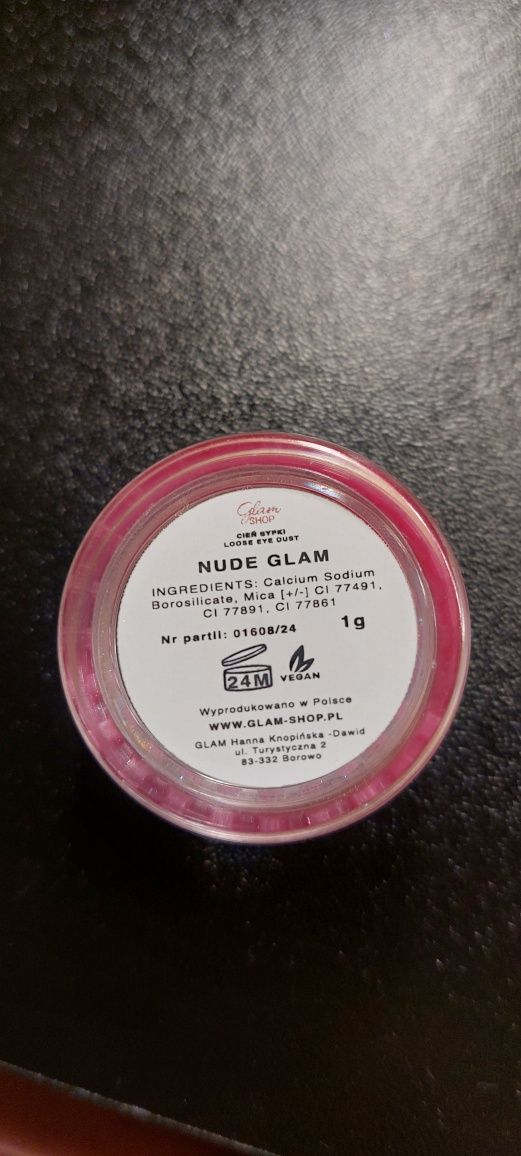 Glam
SHOP
CIEŃ SYPKI
LOOSE EYE DUST
NUDE GLAM
INGREDIENTS: Calcium Sodium
Borosilicate, Mica [+/-] CI 77491,
CI 77891, CI 77861
Nr partii: 01608/24
1g
24M
VEGAN
Wyprodukowano w Polsce
WWW.GLAM-SHOP.PL
GLAM Hanna Knopińska -Dawid
ul. Turystyczna 2
83-332 Borowo